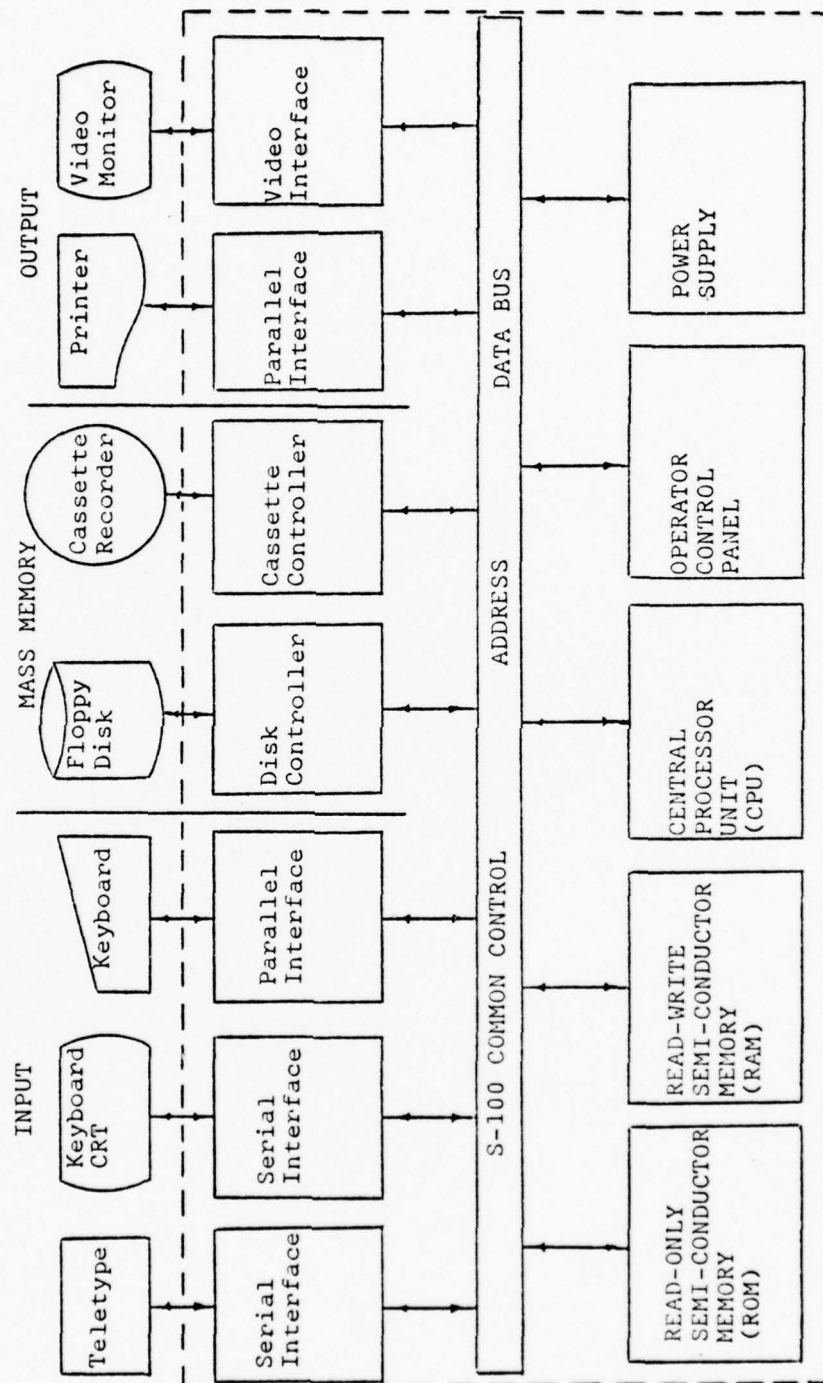 INPUT
MASS MEMORY
OUTPUT
Teletype
Keyboard
CRT
Keyboard
Floppy
Disk
Cassette
Recorder
Printer
Video
Monitor
Serial
Interface
Serial
Interface
Parallel
Interface
Disk
Controller
Cassette
Controller
Parallel
Interface
Video
Interface
S-100 COMMON CONTROL ADDRESS DATA BUS
READ-ONLY
SEMI-CONDUCTOR
MEMORY
(ROM)
READ-WRITE
SEMI-CONDUCTOR
MEMORY
(RAM)
CENTRAL
PROCESSOR
UNIT
(CPU)
OPERATOR
CONTROL
PANEL
POWER
SUPPLY